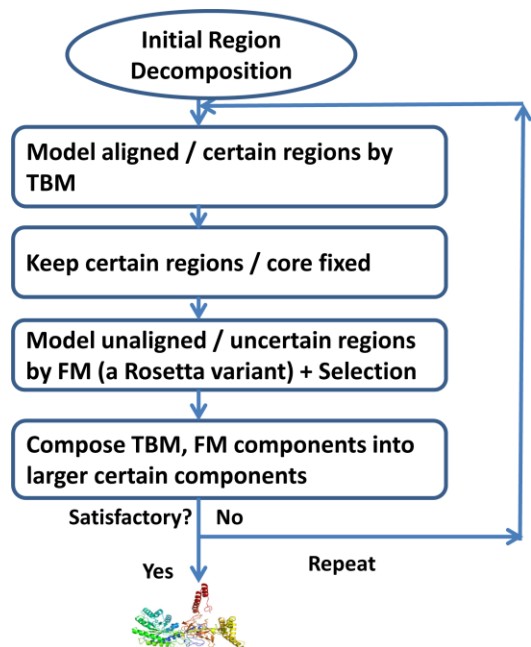 Initial Region
Decomposition
Model aligned / certain regions by
TBM
Keep certain regions / core fixed
Model unaligned / uncertain regions
by FM (a Rosetta variant) + Selection
Compose TBM, FM components into
larger certain components
Satisfactory? No
Yes
Repeat